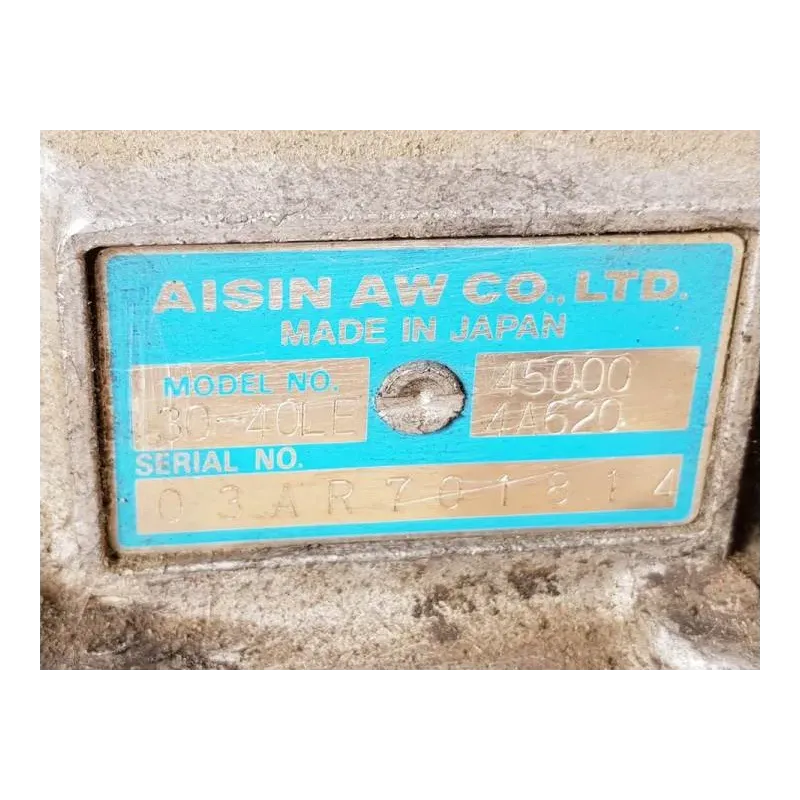 AISIN AW CO., LTD.
MADE IN JAPAN
MODEL NO. 45000
30-40LE 4A620
SERIAL NO.
03AR701814